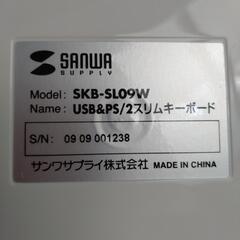 SANWA
SUPPLY
Model: SKB-SL09W
Name: USB&PS/2スリムキーボード
S/N: 09 09 001238
サンワサプライ株式会社 MADE IN CHINA